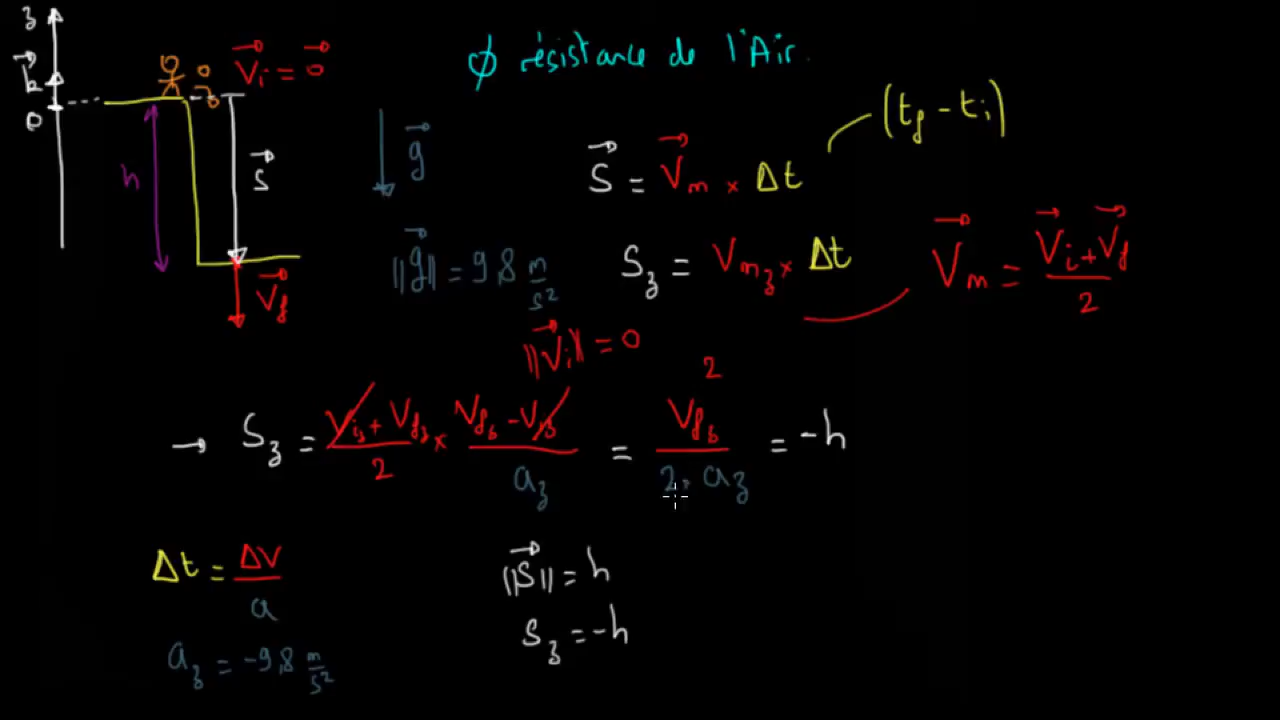 z
k⃗
0
V⃗i = 0⃗
∅ résistance de l'Air.
h
S⃗
V⃗f
g⃗
||g⃗|| = 9,8 m/s²
(tf - ti)
S⃗ = V⃗m × Δt
Sz = Vmz × Δt
V⃗m = (V⃗i + V⃗f)/2
||V⃗i|| = 0
→ Sz = (Viz + Vfz)/2 × (Vfz - Viz)/az = Vfz²/(2 · az) = -h
Δt = ΔV/a
az = -9,8 m/s²
||S⃗|| = h
Sz = -h